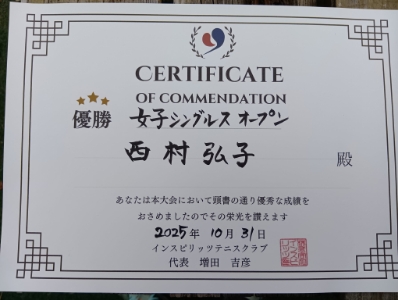 CERTIFICATE
OF COMMENDATION
優勝 女子シングルス オープン
西村 弘子 殿
あなたは本大会において頭書の通り優秀な成績を
おさめましたのでその栄光を讃えます
2025年 10月 31日
インスピリッツテニスクラブ
代表 増田 吉彦